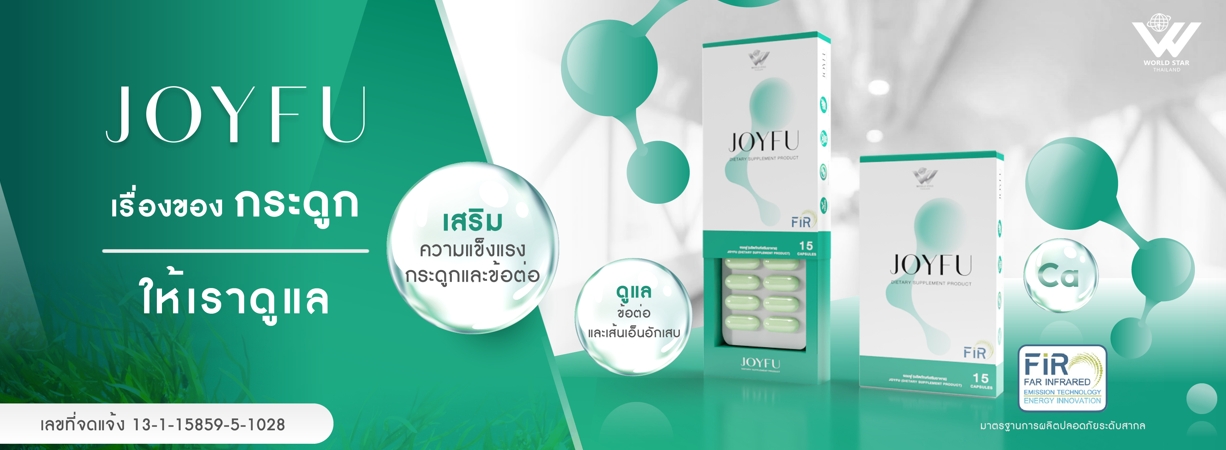 JOYFU
เรื่องของ กระดูก
ให้เราดูแล
เลขที่จดแจ้ง 13-1-15859-5-1028
เสริม
ความแข็งแรง
กระดูกและข้อต่อ
ดูแล
ข้อต่อ
และเส้นเอ็นอักเสบ
JOYFU
DIETARY SUPPLEMENT PRODUCT
FiR
15
CAPSULES
JOYFU
JOYFU
DIETARY SUPPLEMENT PRODUCT
FiR
15
CAPSULES
WORLD STAR
THAILAND
Ca
FiR
FAR INFRARED
EMISSION TECHNOLOGY
ENERGY INNOVATION
มาตรฐานการผลิตปลอดภัยระดับสากล